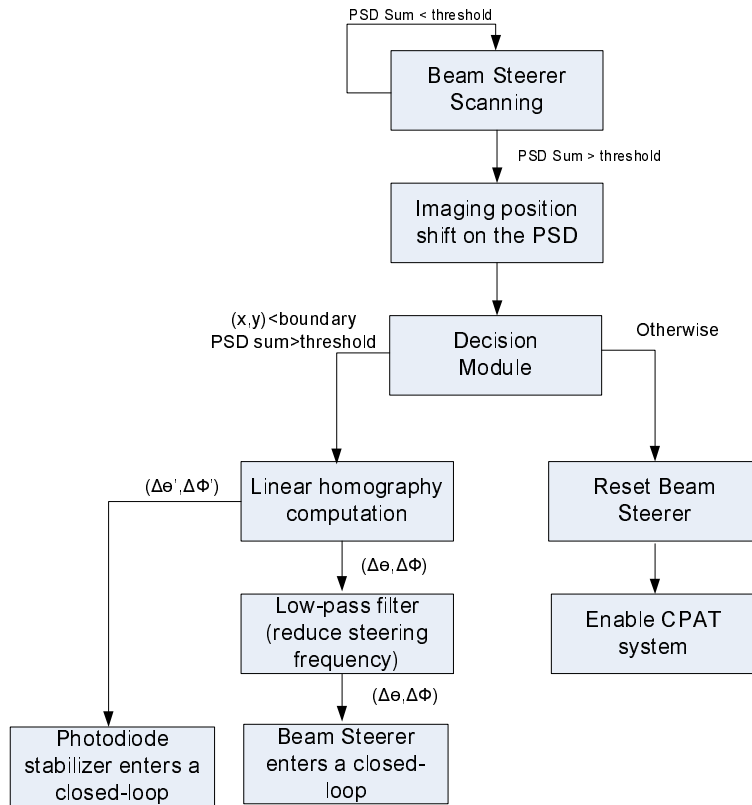 PSD Sum < threshold
Beam Steerer
Scanning
PSD Sum > threshold
Imaging position
shift on the PSD
(x,y)<boundary
PSD sum>threshold
Decision
Module
Otherwise
(Δɵ’,ΔΦ’)
Linear homography
computation
Reset Beam
Steerer
(Δɵ,ΔΦ)
Low-pass filter
(reduce steering
frequency)
Enable CPAT
system
(Δɵ,ΔΦ)
Photodiode
stabilizer enters a
closed-loop
Beam Steerer
enters a closed-
loop